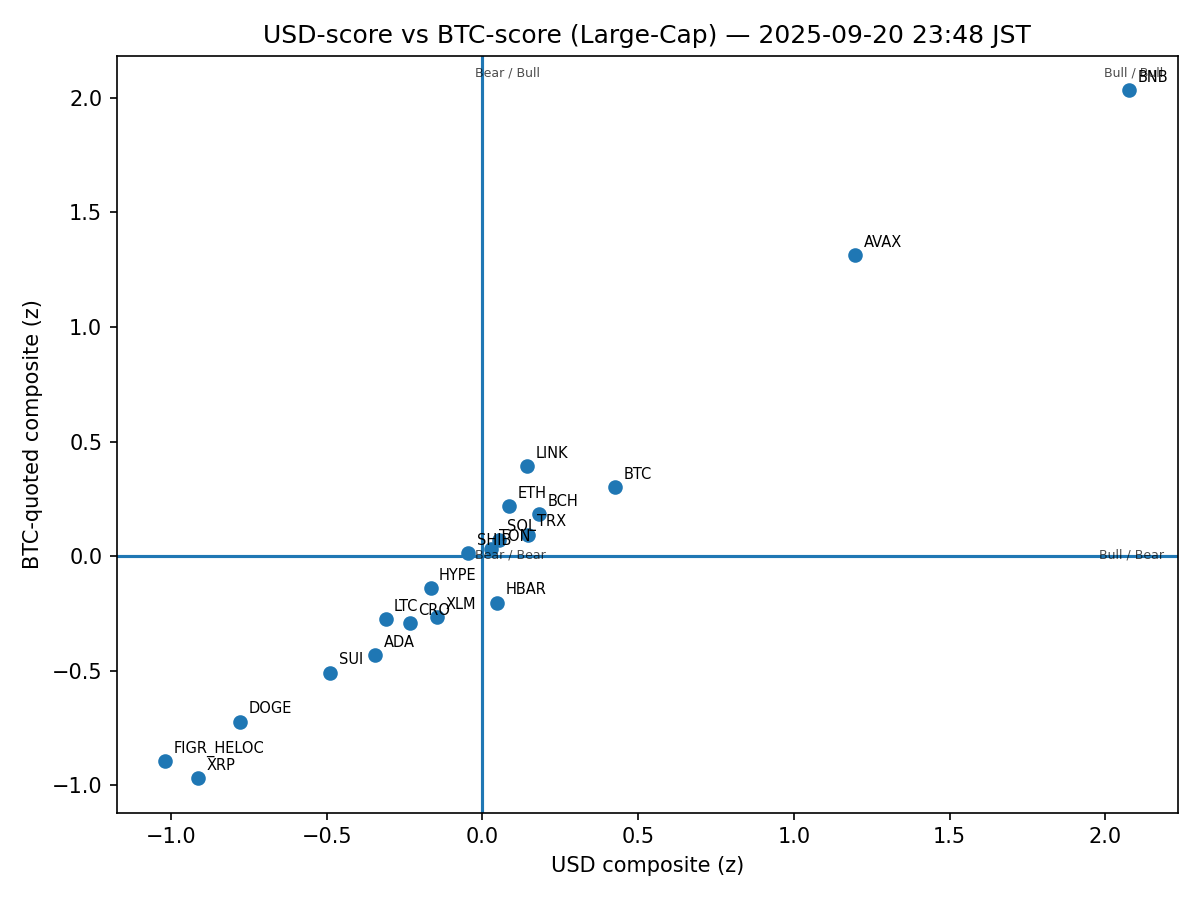 USD-score vs BTC-score (Large-Cap) — 2025-09-20 23:48 JST
Bear / Bull
Bull / Bull
BNB
2.0
1.5
AVAX
1.0
BTC-quoted composite (z)
0.5
LINK
BTC
ETH
BCH
SOL
TRX
TON
SHIB
0.0
Bear / Bear
Bull / Bear
HYPE
HBAR
LTC
CRO
XLM
ADA
−0.5
SUI
DOGE
FIGR_HELOC
XRP
−1.0
−1.0
−0.5
0.0
0.5
1.0
1.5
2.0
USD composite (z)